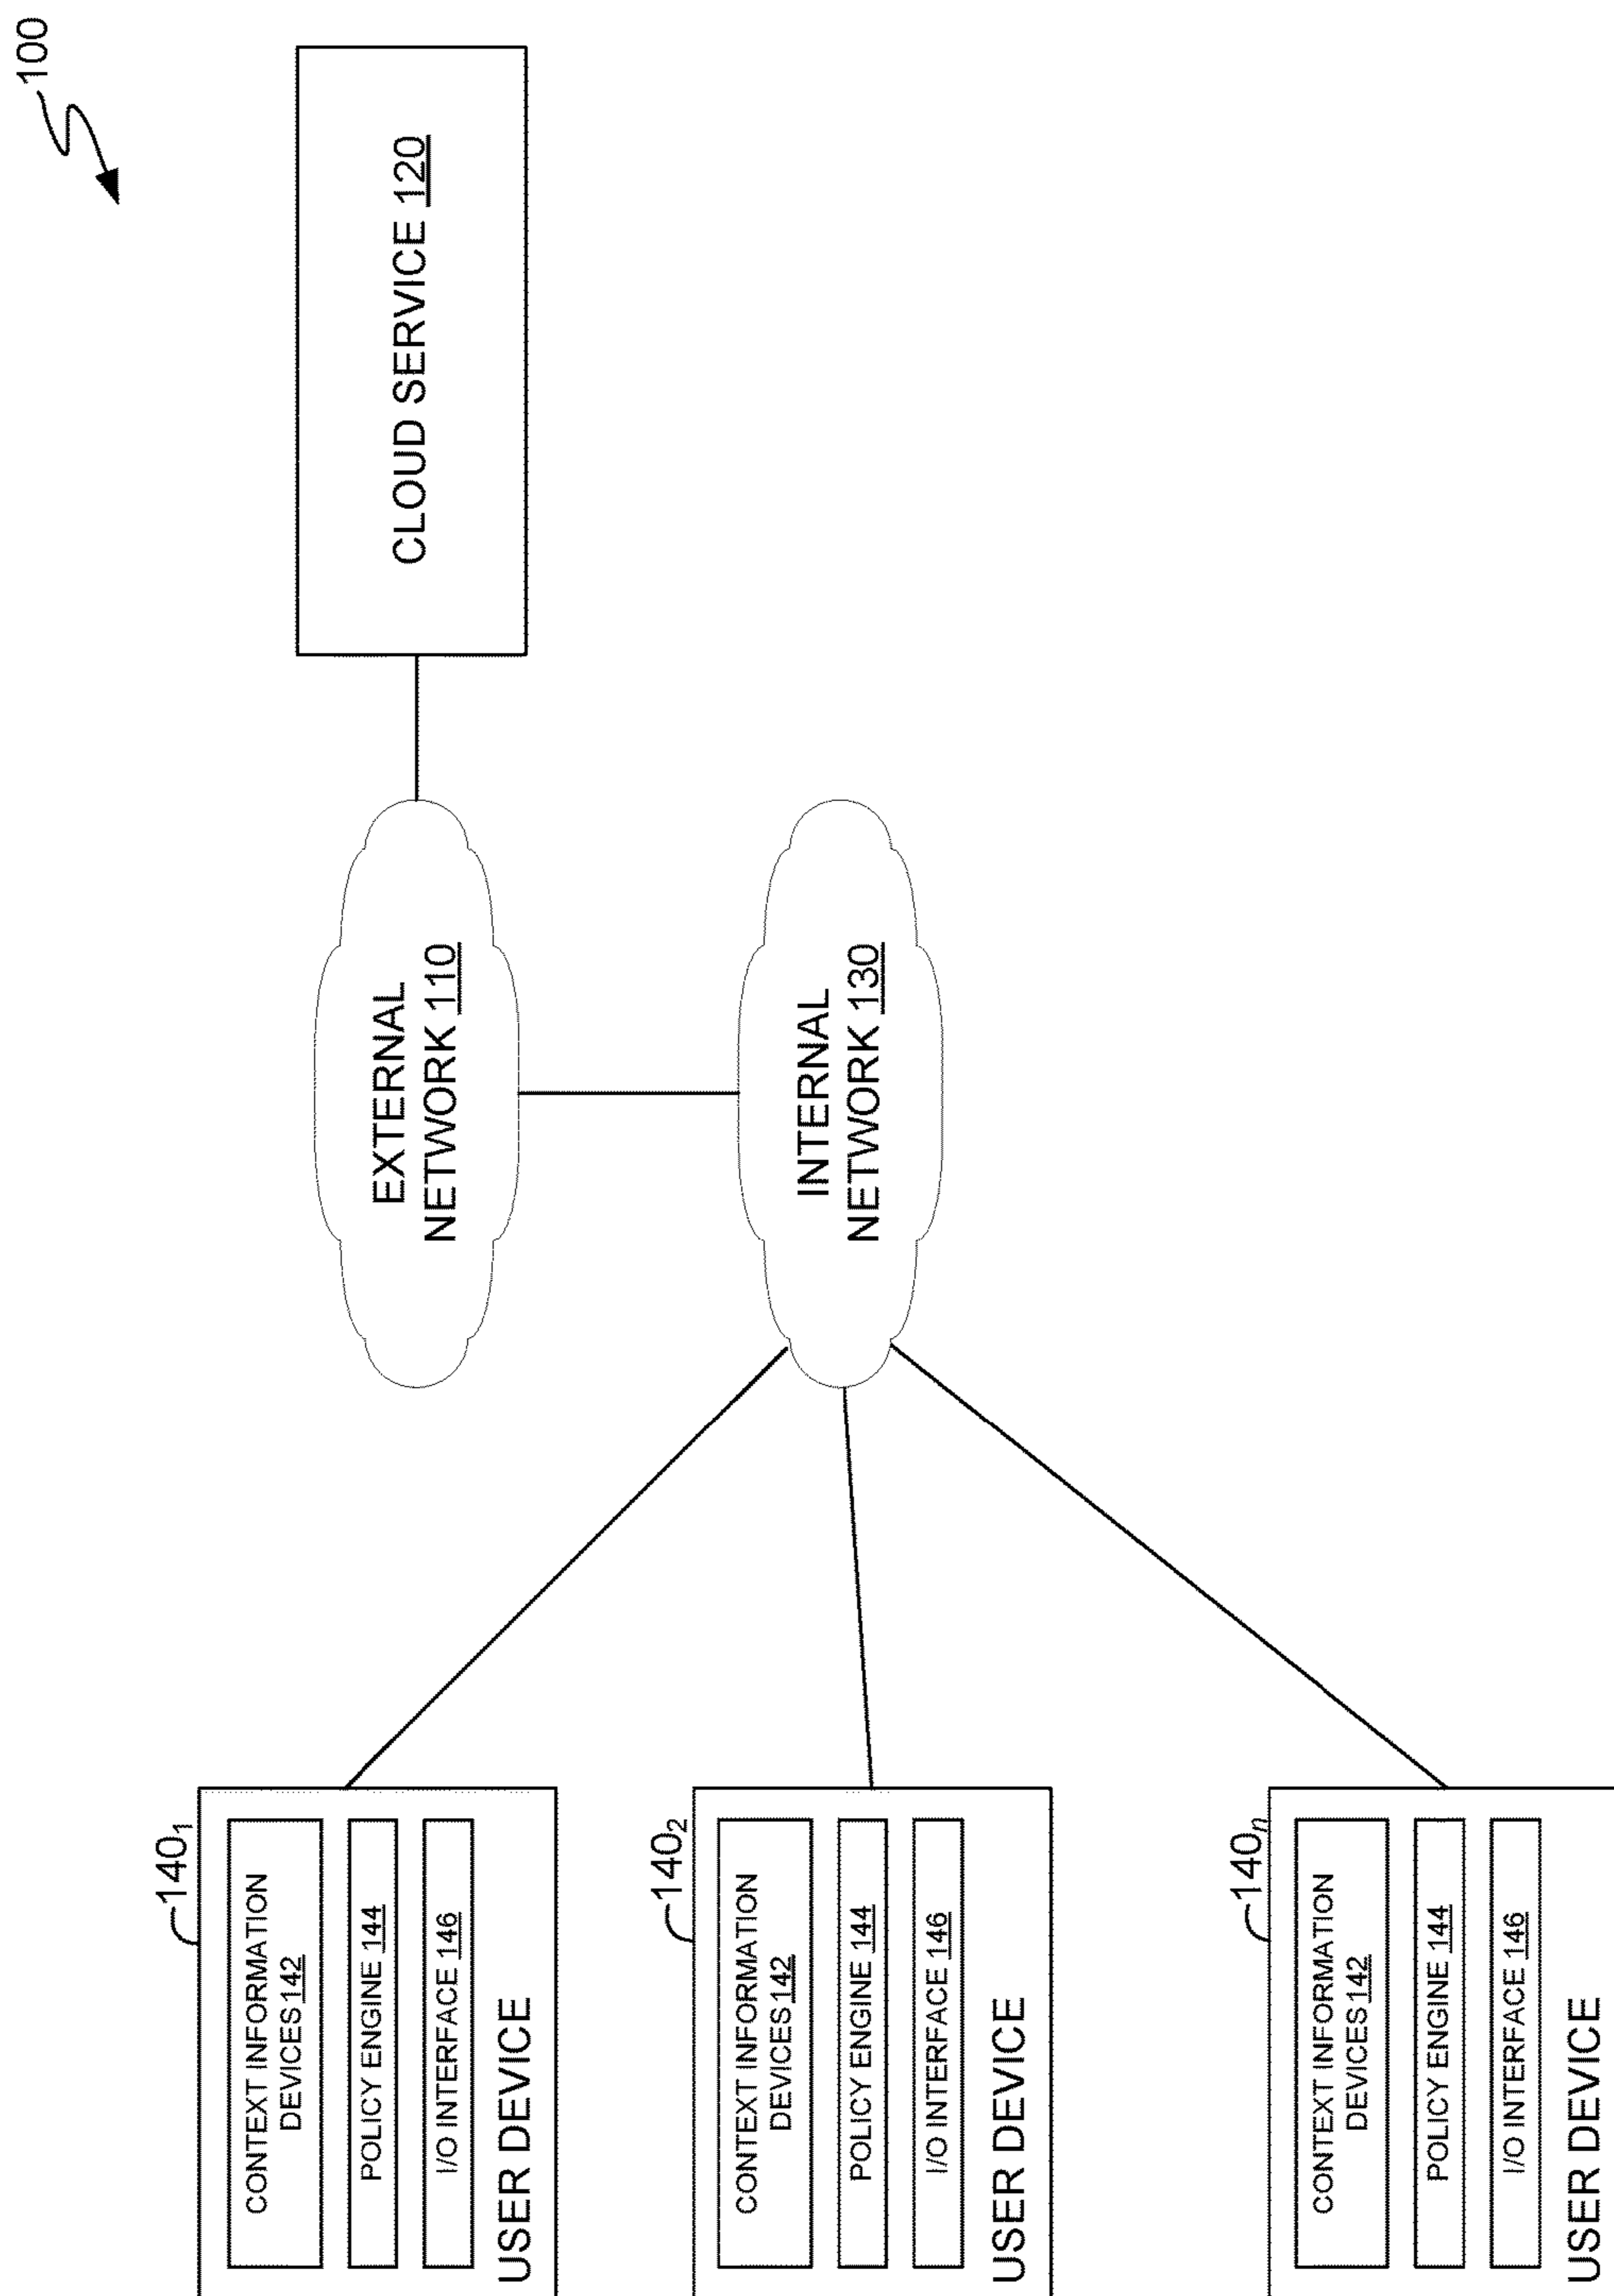 100
CLOUD SERVICE 120
EXTERNAL
NETWORK 110
INTERNAL
NETWORK 130
140₁
CONTEXT INFORMATION
DEVICES 142
POLICY ENGINE 144
I/O INTERFACE 146
USER DEVICE
140₂
CONTEXT INFORMATION
DEVICES 142
POLICY ENGINE 144
I/O INTERFACE 146
USER DEVICE
140ₙ
CONTEXT INFORMATION
DEVICES 142
POLICY ENGINE 144
I/O INTERFACE 146
USER DEVICE